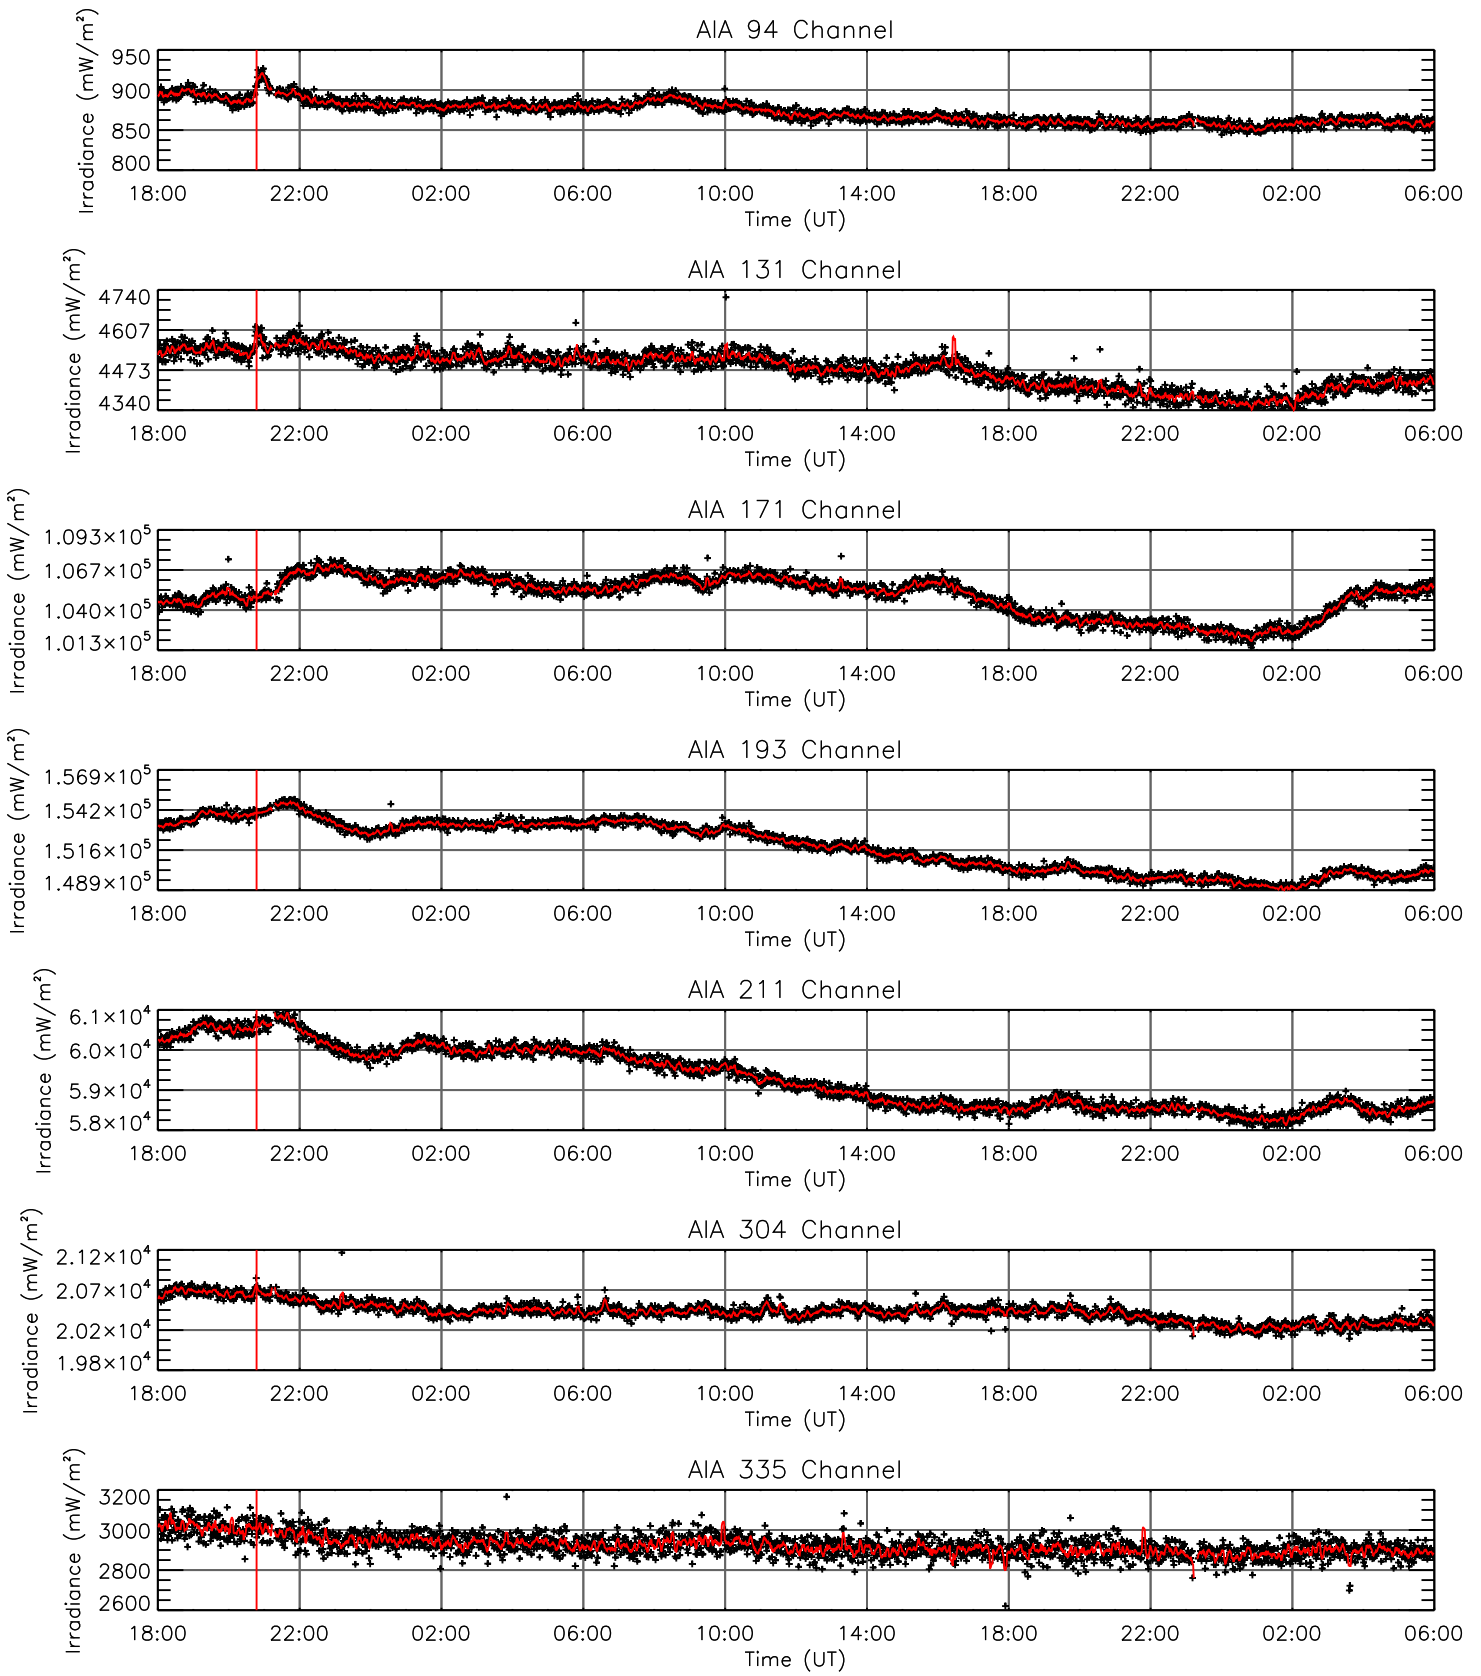 AIA 94 Channel
Irradiance (mW/m²)
950
900
850
800
18:00 22:00 02:00 06:00 10:00 14:00 18:00 22:00 02:00 06:00
Time (UT)
AIA 131 Channel
Irradiance (mW/m²)
4740
4607
4473
4340
18:00 22:00 02:00 06:00 10:00 14:00 18:00 22:00 02:00 06:00
Time (UT)
AIA 171 Channel
Irradiance (mW/m²)
1.093×10⁵
1.067×10⁵
1.040×10⁵
1.013×10⁵
18:00 22:00 02:00 06:00 10:00 14:00 18:00 22:00 02:00 06:00
Time (UT)
AIA 193 Channel
Irradiance (mW/m²)
1.569×10⁵
1.542×10⁵
1.516×10⁵
1.489×10⁵
18:00 22:00 02:00 06:00 10:00 14:00 18:00 22:00 02:00 06:00
Time (UT)
AIA 211 Channel
Irradiance (mW/m²)
6.1×10⁴
6.0×10⁴
5.9×10⁴
5.8×10⁴
18:00 22:00 02:00 06:00 10:00 14:00 18:00 22:00 02:00 06:00
Time (UT)
AIA 304 Channel
Irradiance (mW/m²)
2.12×10⁴
2.07×10⁴
2.02×10⁴
1.98×10⁴
18:00 22:00 02:00 06:00 10:00 14:00 18:00 22:00 02:00 06:00
Time (UT)
AIA 335 Channel
Irradiance (mW/m²)
3200
3000
2800
2600
18:00 22:00 02:00 06:00 10:00 14:00 18:00 22:00 02:00 06:00
Time (UT)